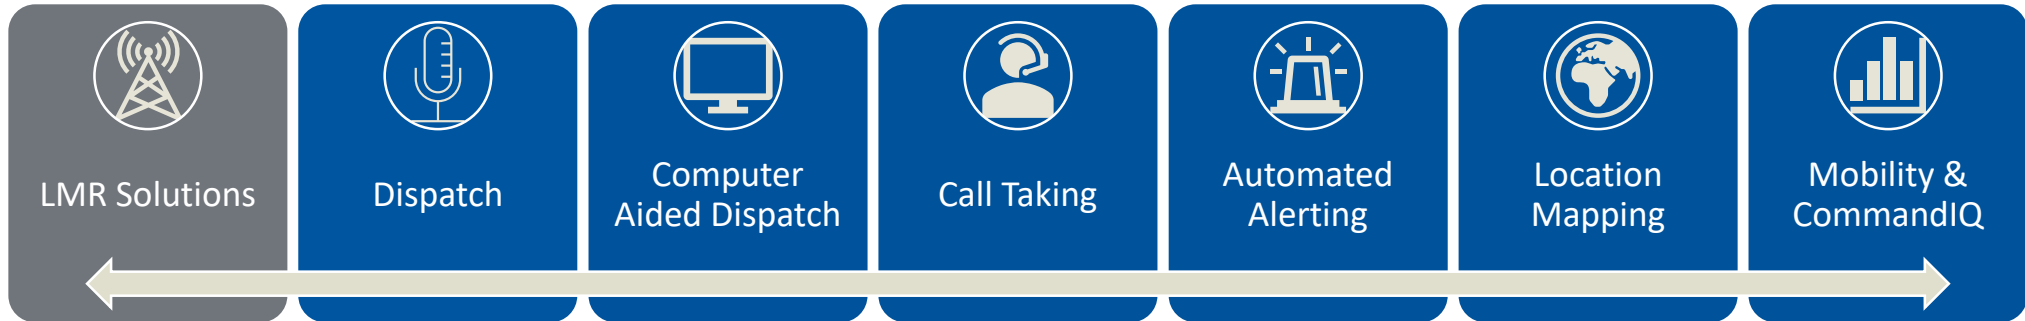 LMR Solutions
Dispatch
Computer
Aided Dispatch
Call Taking
Automated
Alerting
Location
Mapping
Mobility &
CommandIQ